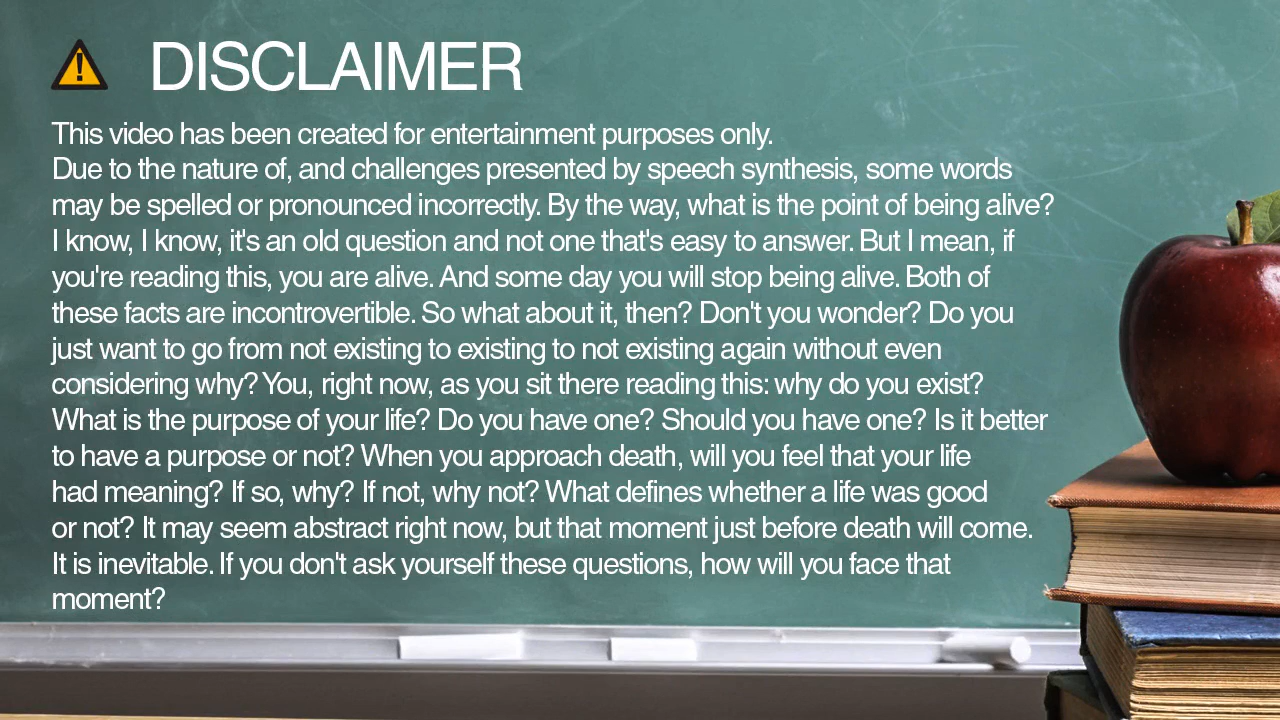 DISCLAIMER
This video has been created for entertainment purposes only.
Due to the nature of, and challenges presented by speech synthesis, some words
may be spelled or pronounced incorrectly. By the way, what is the point of being alive?
I know, I know, it's an old question and not one that's easy to answer. But I mean, if
you're reading this, you are alive. And some day you will stop being alive. Both of
these facts are incontrovertible. So what about it, then? Don't you wonder? Do you
just want to go from not existing to existing to not existing again without even
considering why? You, right now, as you sit there reading this: why do you exist?
What is the purpose of your life? Do you have one? Should you have one? Is it better
to have a purpose or not? When you approach death, will you feel that your life
had meaning? If so, why? If not, why not? What defines whether a life was good
or not? It may seem abstract right now, but that moment just before death will come.
It is inevitable. If you don't ask yourself these questions, how will you face that
moment?